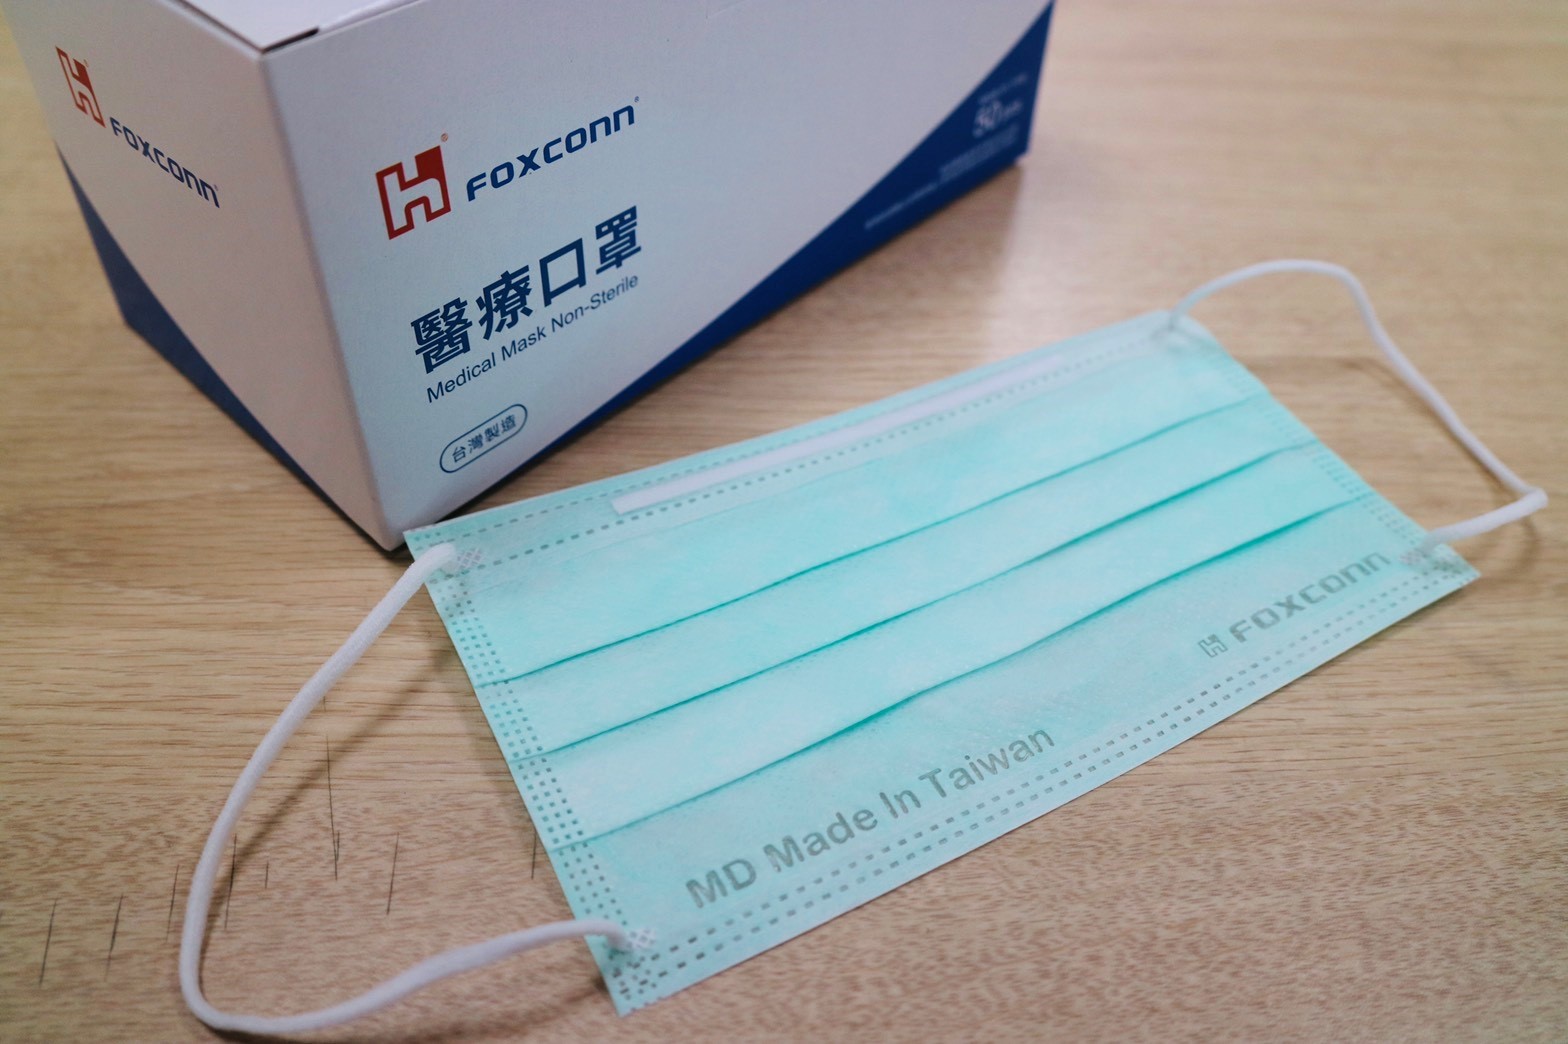 FOXCONN
FOXCONN
醫療口罩
Medical Mask Non-Sterile
台灣製造
FOXCONN
MD Made In Taiwan